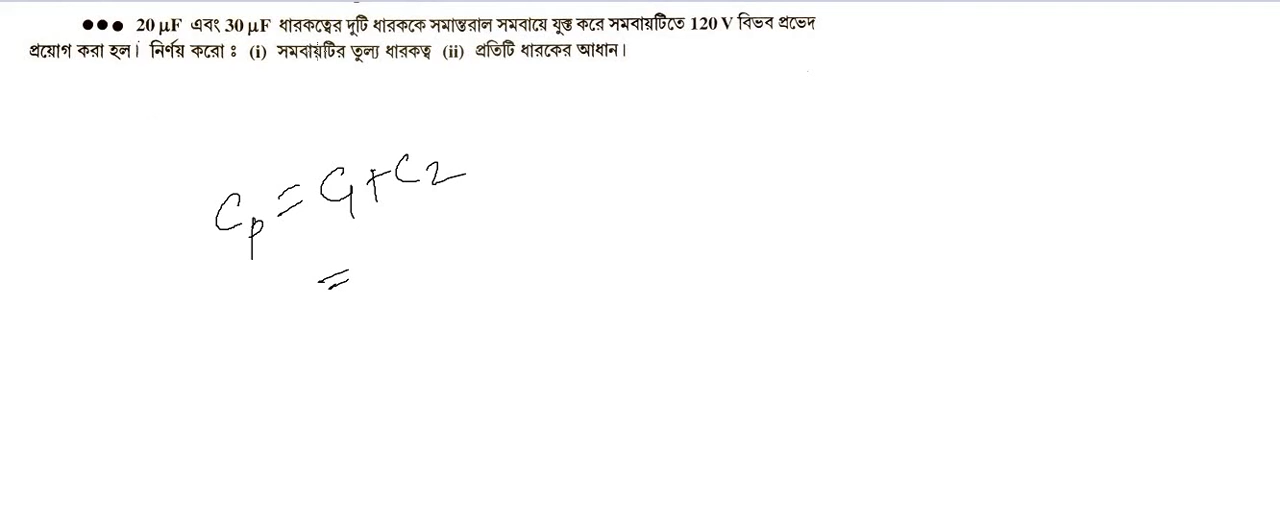 ●●● 20 μF এবং 30 μF ধারকত্বের দুটি ধারককে সমান্তরাল সমবায়ে যুক্ত করে সমবায়টিতে 120 V বিভব প্রভেদ
প্রয়োগ করা হল। নির্ণয় করো ঃ (i) সমবায়টির তুল্য ধারকত্ব (ii) প্রতিটি ধারকের আধান।
Cp = C1 + C2
=